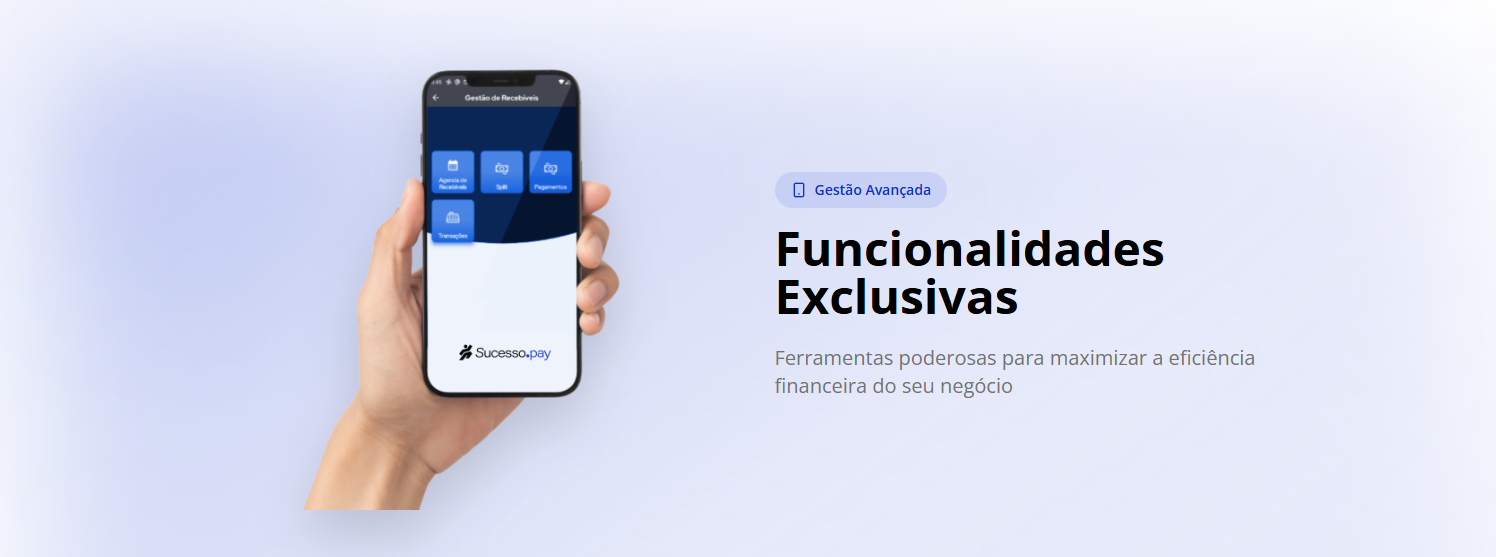 Gestão de Recebíveis
Agenda de
Recebíveis
Split
Pagamentos
Transações
Sucesso.pay
Gestão Avançada
Funcionalidades
Exclusivas
Ferramentas poderosas para maximizar a eficiência
financeira do seu negócio